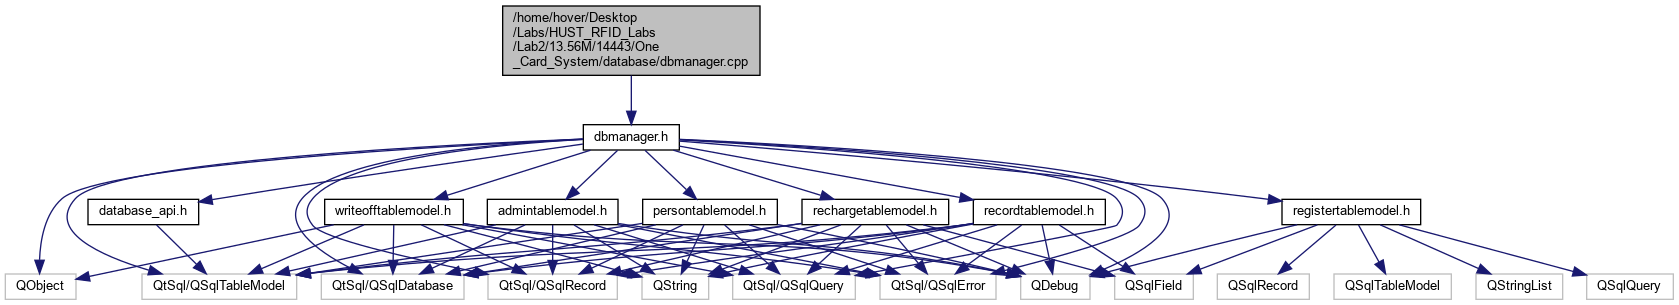 /home/hover/Desktop
/Labs/HUST_RFID_Labs
/Lab2/13.56M/14443/One
_Card_System/database/dbmanager.cpp
dbmanager.h
database_api.h
writeofftablemodel.h
admintablemodel.h
persontablemodel.h
rechargetablemodel.h
recordtablemodel.h
registertablemodel.h
QObject
QtSql/QSqlTableModel
QtSql/QSqlDatabase
QtSql/QSqlRecord
QString
QtSql/QSqlQuery
QtSql/QSqlError
QDebug
QSqlField
QSqlRecord
QSqlTableModel
QStringList
QSqlQuery